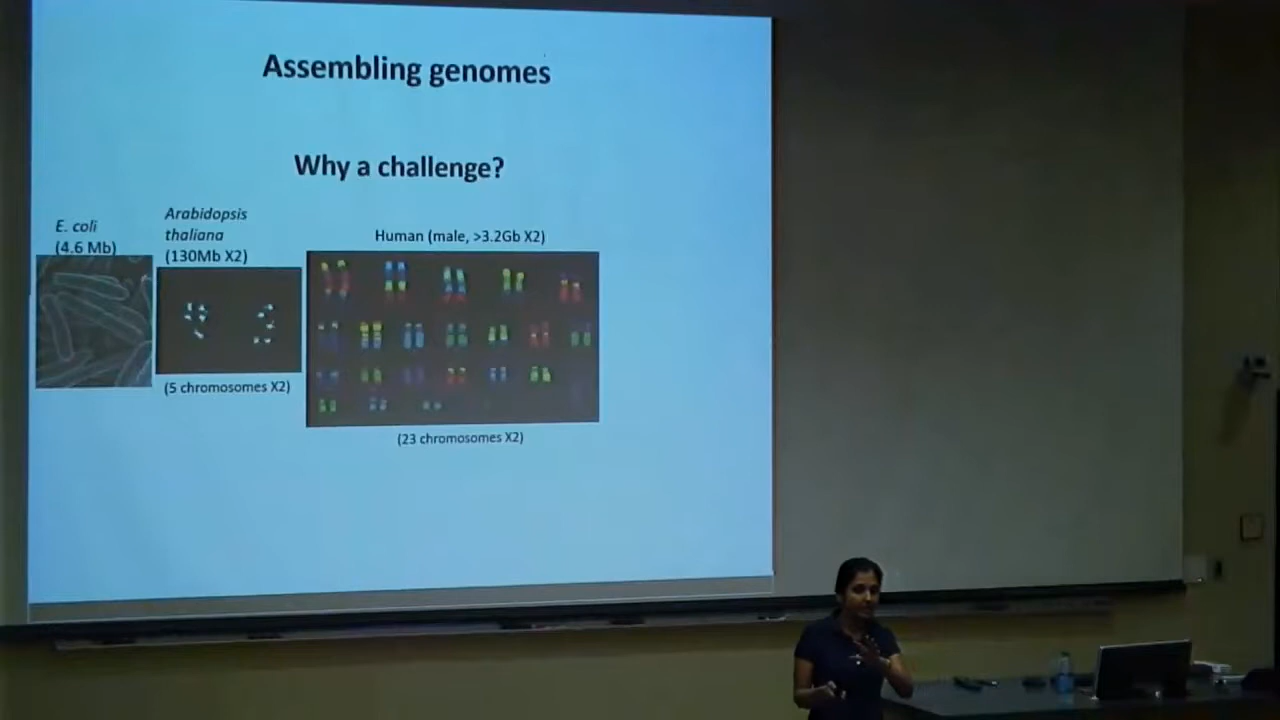 Assembling genomes
Why a challenge?
E. coli
(4.6 Mb)
Arabidopsis
thaliana
(130Mb X2)
(5 chromosomes X2)
Human (male, >3.2Gb X2)
(23 chromosomes X2)